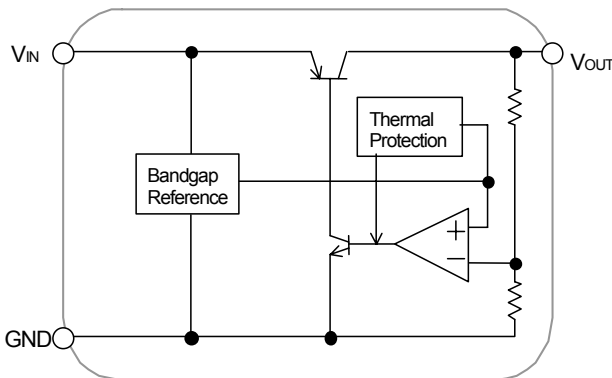 VIN
VOUT
Thermal
Protection
Bandgap
Reference
+
−
GND